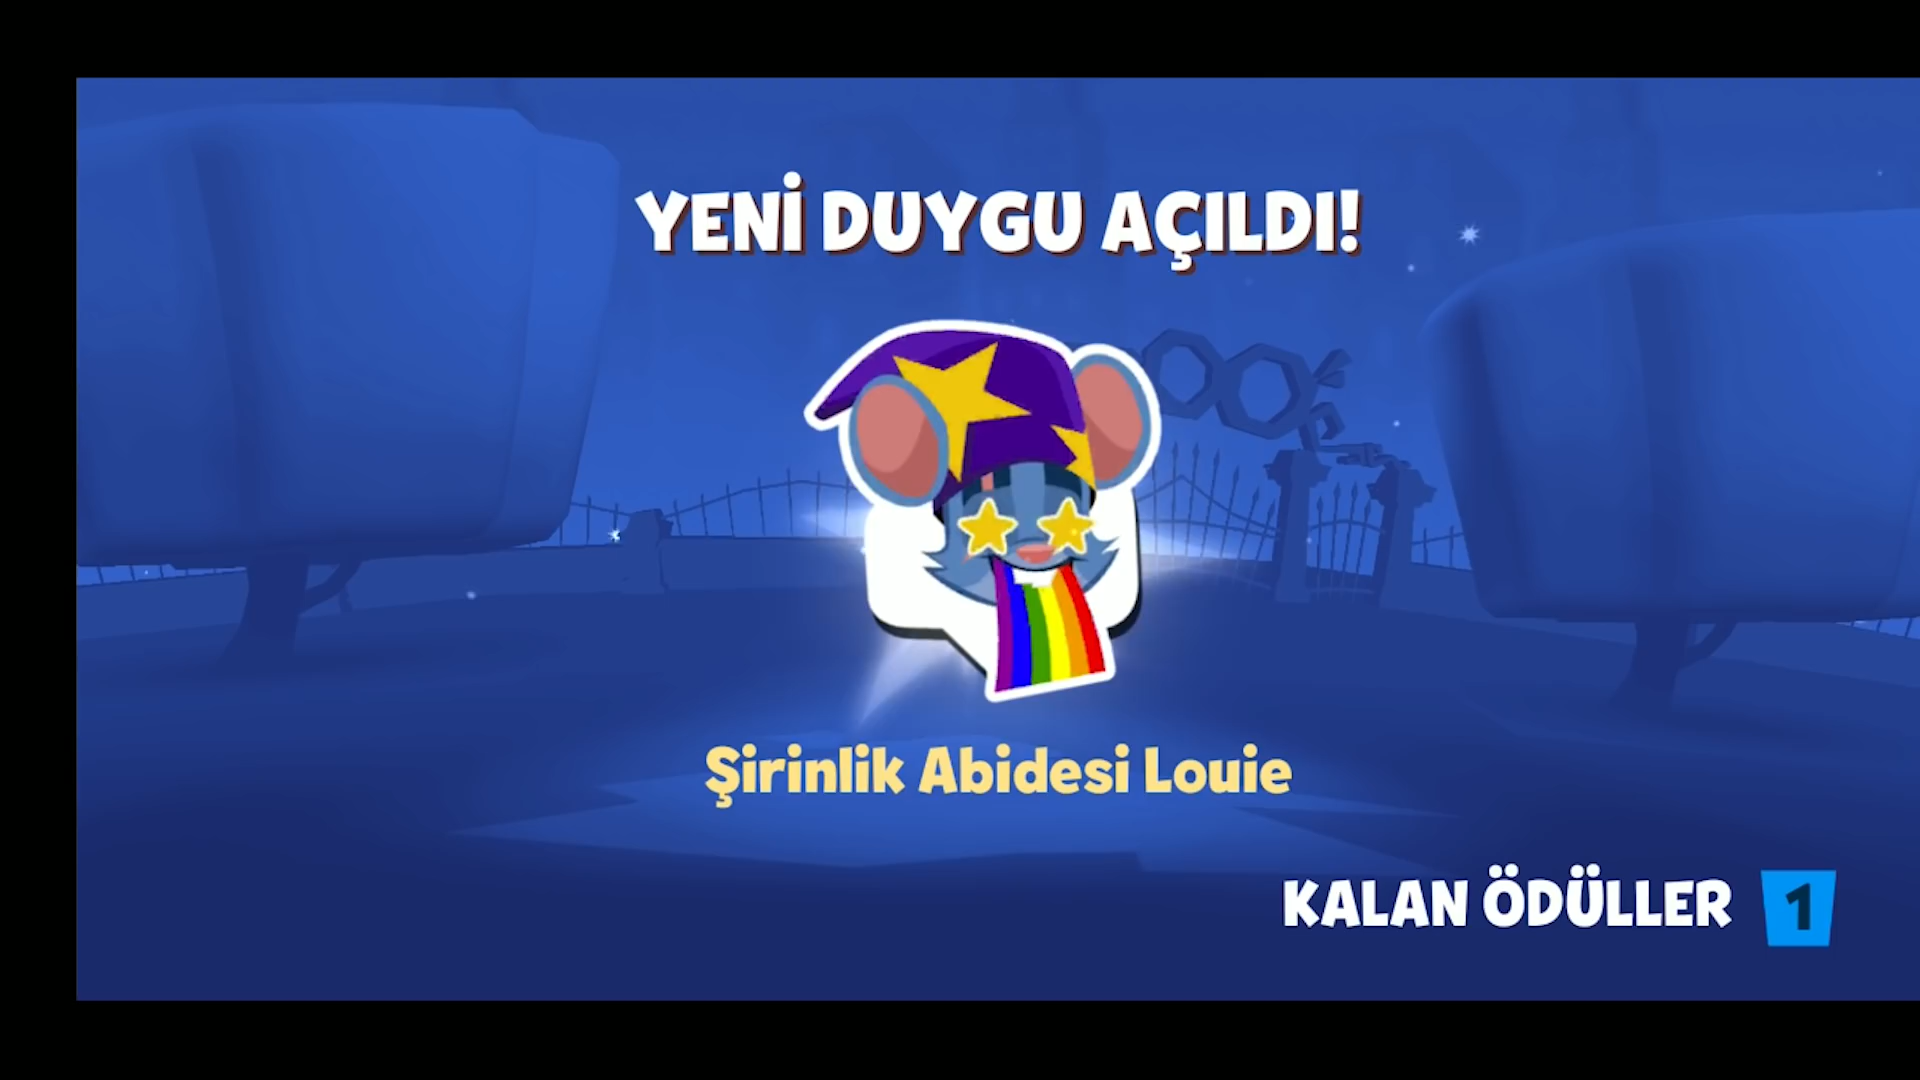 YENİ DUYGU AÇILDI!
Şirinlik Abidesi Louie
KALAN ÖDÜLLER 1